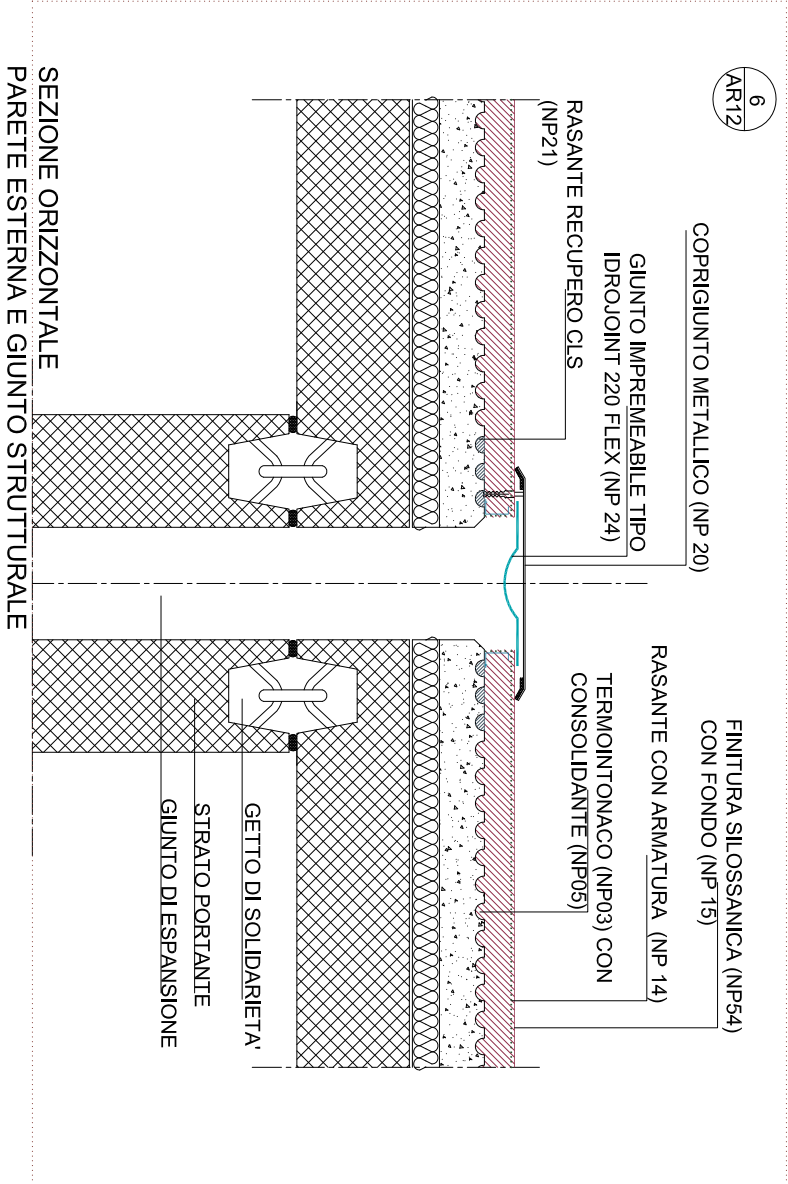 6
AR12
COPRIGIUNTO METALLICO (NP 20)
GIUNTO IMPREMEABILE TIPO
IDROJOINT 220 FLEX (NP 24)
RASANTE RECUPERO CLS
(NP21)
FINITURA SILOSSANICA (NP54)
CON FONDO (NP 15)
RASANTE CON ARMATURA (NP 14)
TERMOINTONACO (NP03) CON
CONSOLIDANTE (NP05)
GETTO DI SOLIDARIETA'
STRATO PORTANTE
GIUNTO DI ESPANSIONE
SEZIONE ORIZZONTALE
PARETE ESTERNA E GIUNTO STRUTTURALE